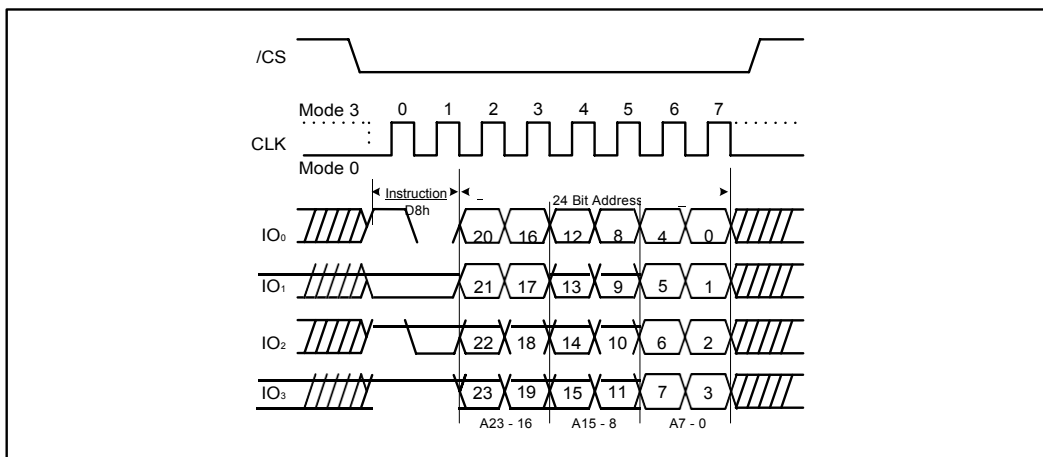 /CS
Mode 3 0 1 2 3 4 5 6 7
CLK
Mode 0
Instruction
D8h
24 Bit Address
IO0 20 16 12 8 4 0
IO1 21 17 13 9 5 1
IO2 22 18 14 10 6 2
IO3 23 19 15 11 7 3
A23 - 16 A15 - 8 A7 - 0